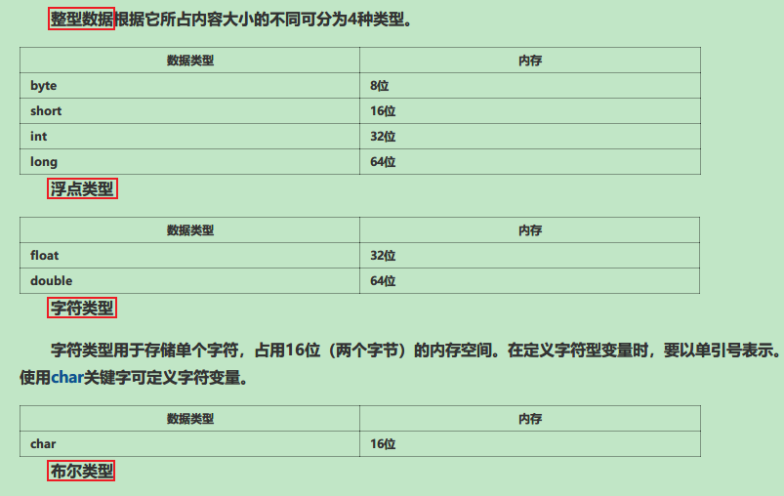 整型数据根据它所占内容大小的不同可分为4种类型。
数据类型 内存
byte 8位
short 16位
int 32位
long 64位
浮点类型
数据类型 内存
float 32位
double 64位
字符类型
字符类型用于存储单个字符，占用16位（两个字节）的内存空间。在定义字符型变量时，要以单引号表示。
使用char关键字可定义字符变量。
数据类型 内存
char 16位
布尔类型